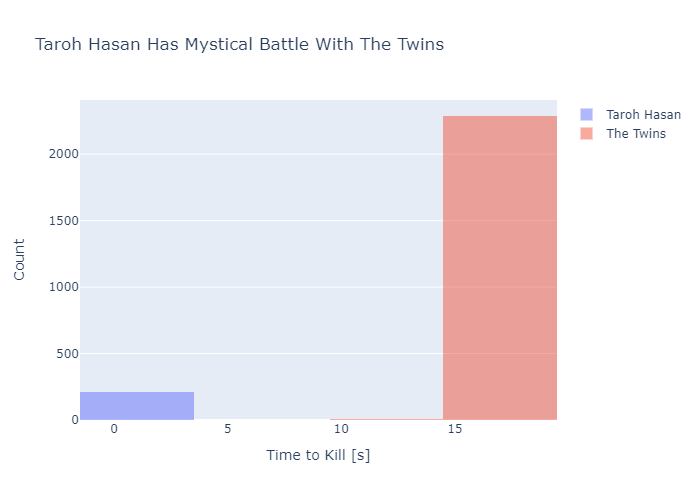 Taroh Hasan Has Mystical Battle With The Twins
Taroh Hasan
The Twins
2000
1500
1000
500
0
0 5 10 15
Count
Time to Kill [s]